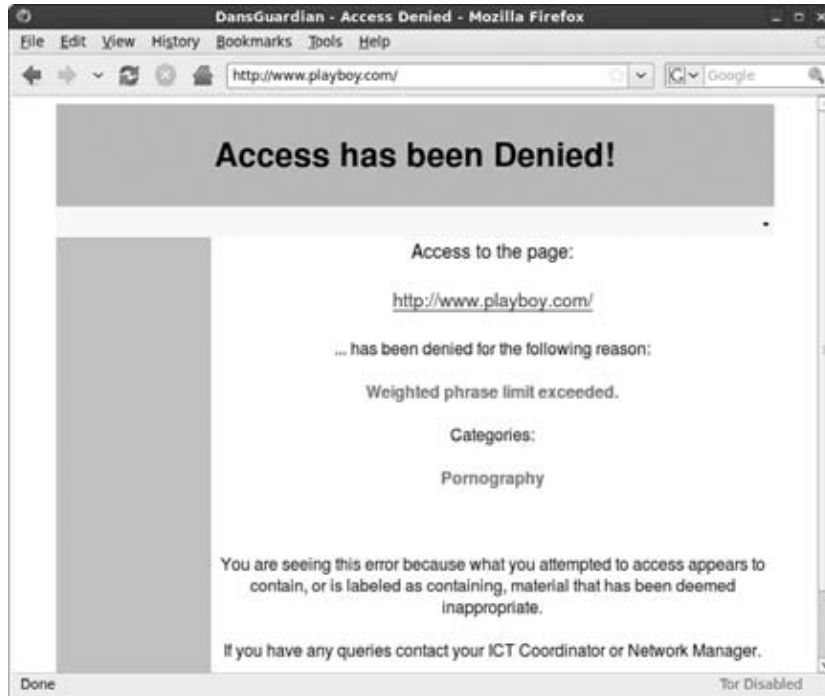 DansGuardian - Access Denied - Mozilla Firefox
File Edit View History Bookmarks Tools Help
http://www.playboy.com/ G Google
Access has been Denied!
Access to the page:
http://www.playboy.com/
... has been denied for the following reason:
Weighted phrase limit exceeded.
Categories:
Pornography
You are seeing this error because what you attempted to access appears to
contain, or is labeled as containing, material that has been deemed
inappropriate.
If you have any queries contact your ICT Coordinator or Network Manager.
Done Tor Disabled